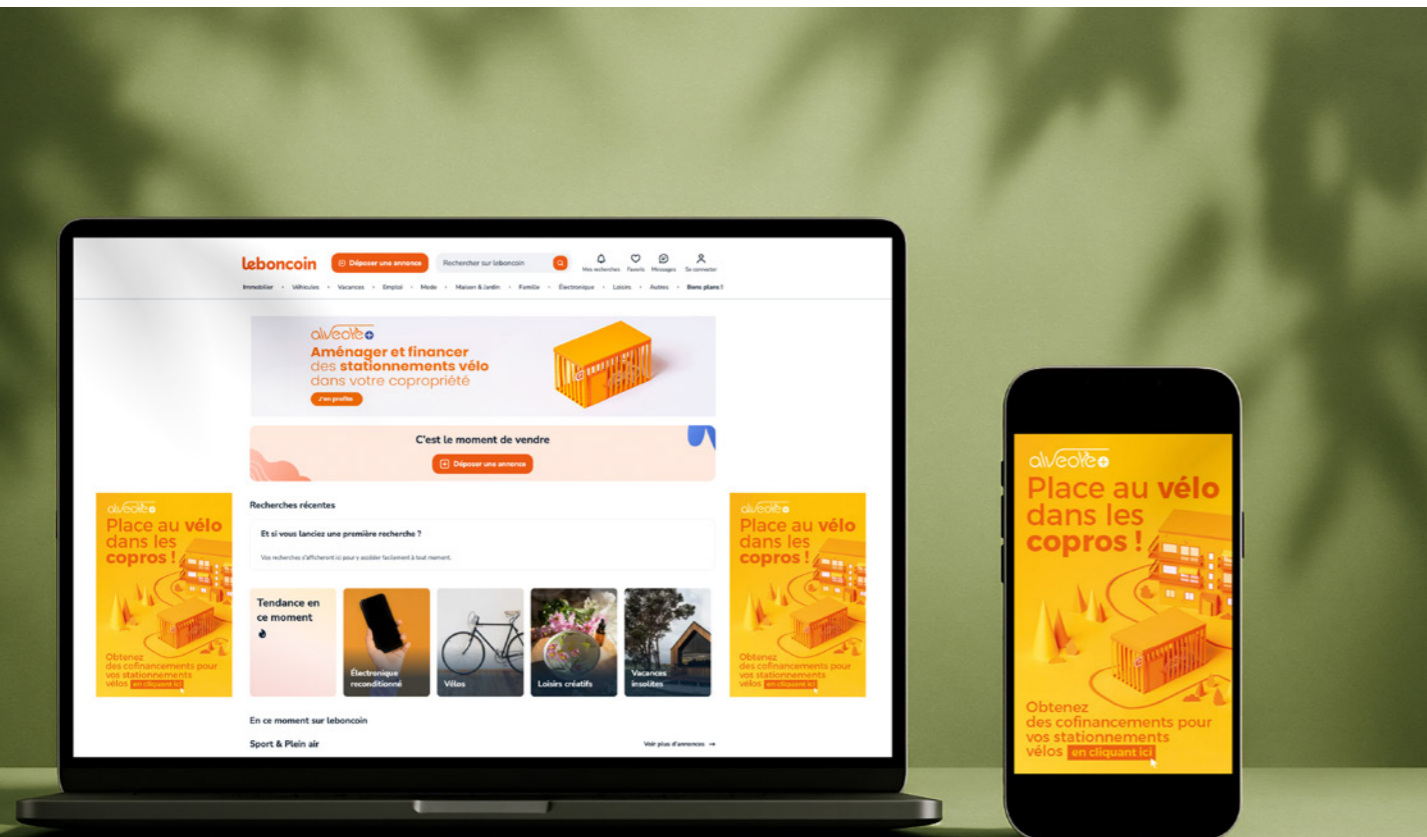 leboncoin
Déposer une annonce
Rechercher sur leboncoin
Mes recherches Favoris Messages Se connecter
Immobilier • Véhicules • Vacances • Emploi • Mode • Maison & Jardin • Famille • Électronique • Loisirs • Autres • Bons plans !
alveole+
Aménager et financer
des stationnements vélo
dans votre copropriété
J'en profite
C'est le moment de vendre
Déposer une annonce
Recherches récentes
Et si vous lanciez une première recherche ?
Vos recherches s'afficheront ici pour y accéder facilement à tout moment.
Tendance en
ce moment
Électronique
reconditionné
Vélos
Loisirs créatifs
Vacances
insolites
En ce moment sur leboncoin
Sport & Plein air
Voir plus d'annonces →
alveole+
Place au vélo
dans les
copros !
Obtenez
des cofinancements pour
vos stationnements
vélos en cliquant ici
alveole+
Place au vélo
dans les
copros !
Obtenez
des cofinancements pour
vos stationnements
vélos en cliquant ici
alveole+
Place au vélo
dans les
copros !
Obtenez
des cofinancements pour
vos stationnements
vélos en cliquant ici